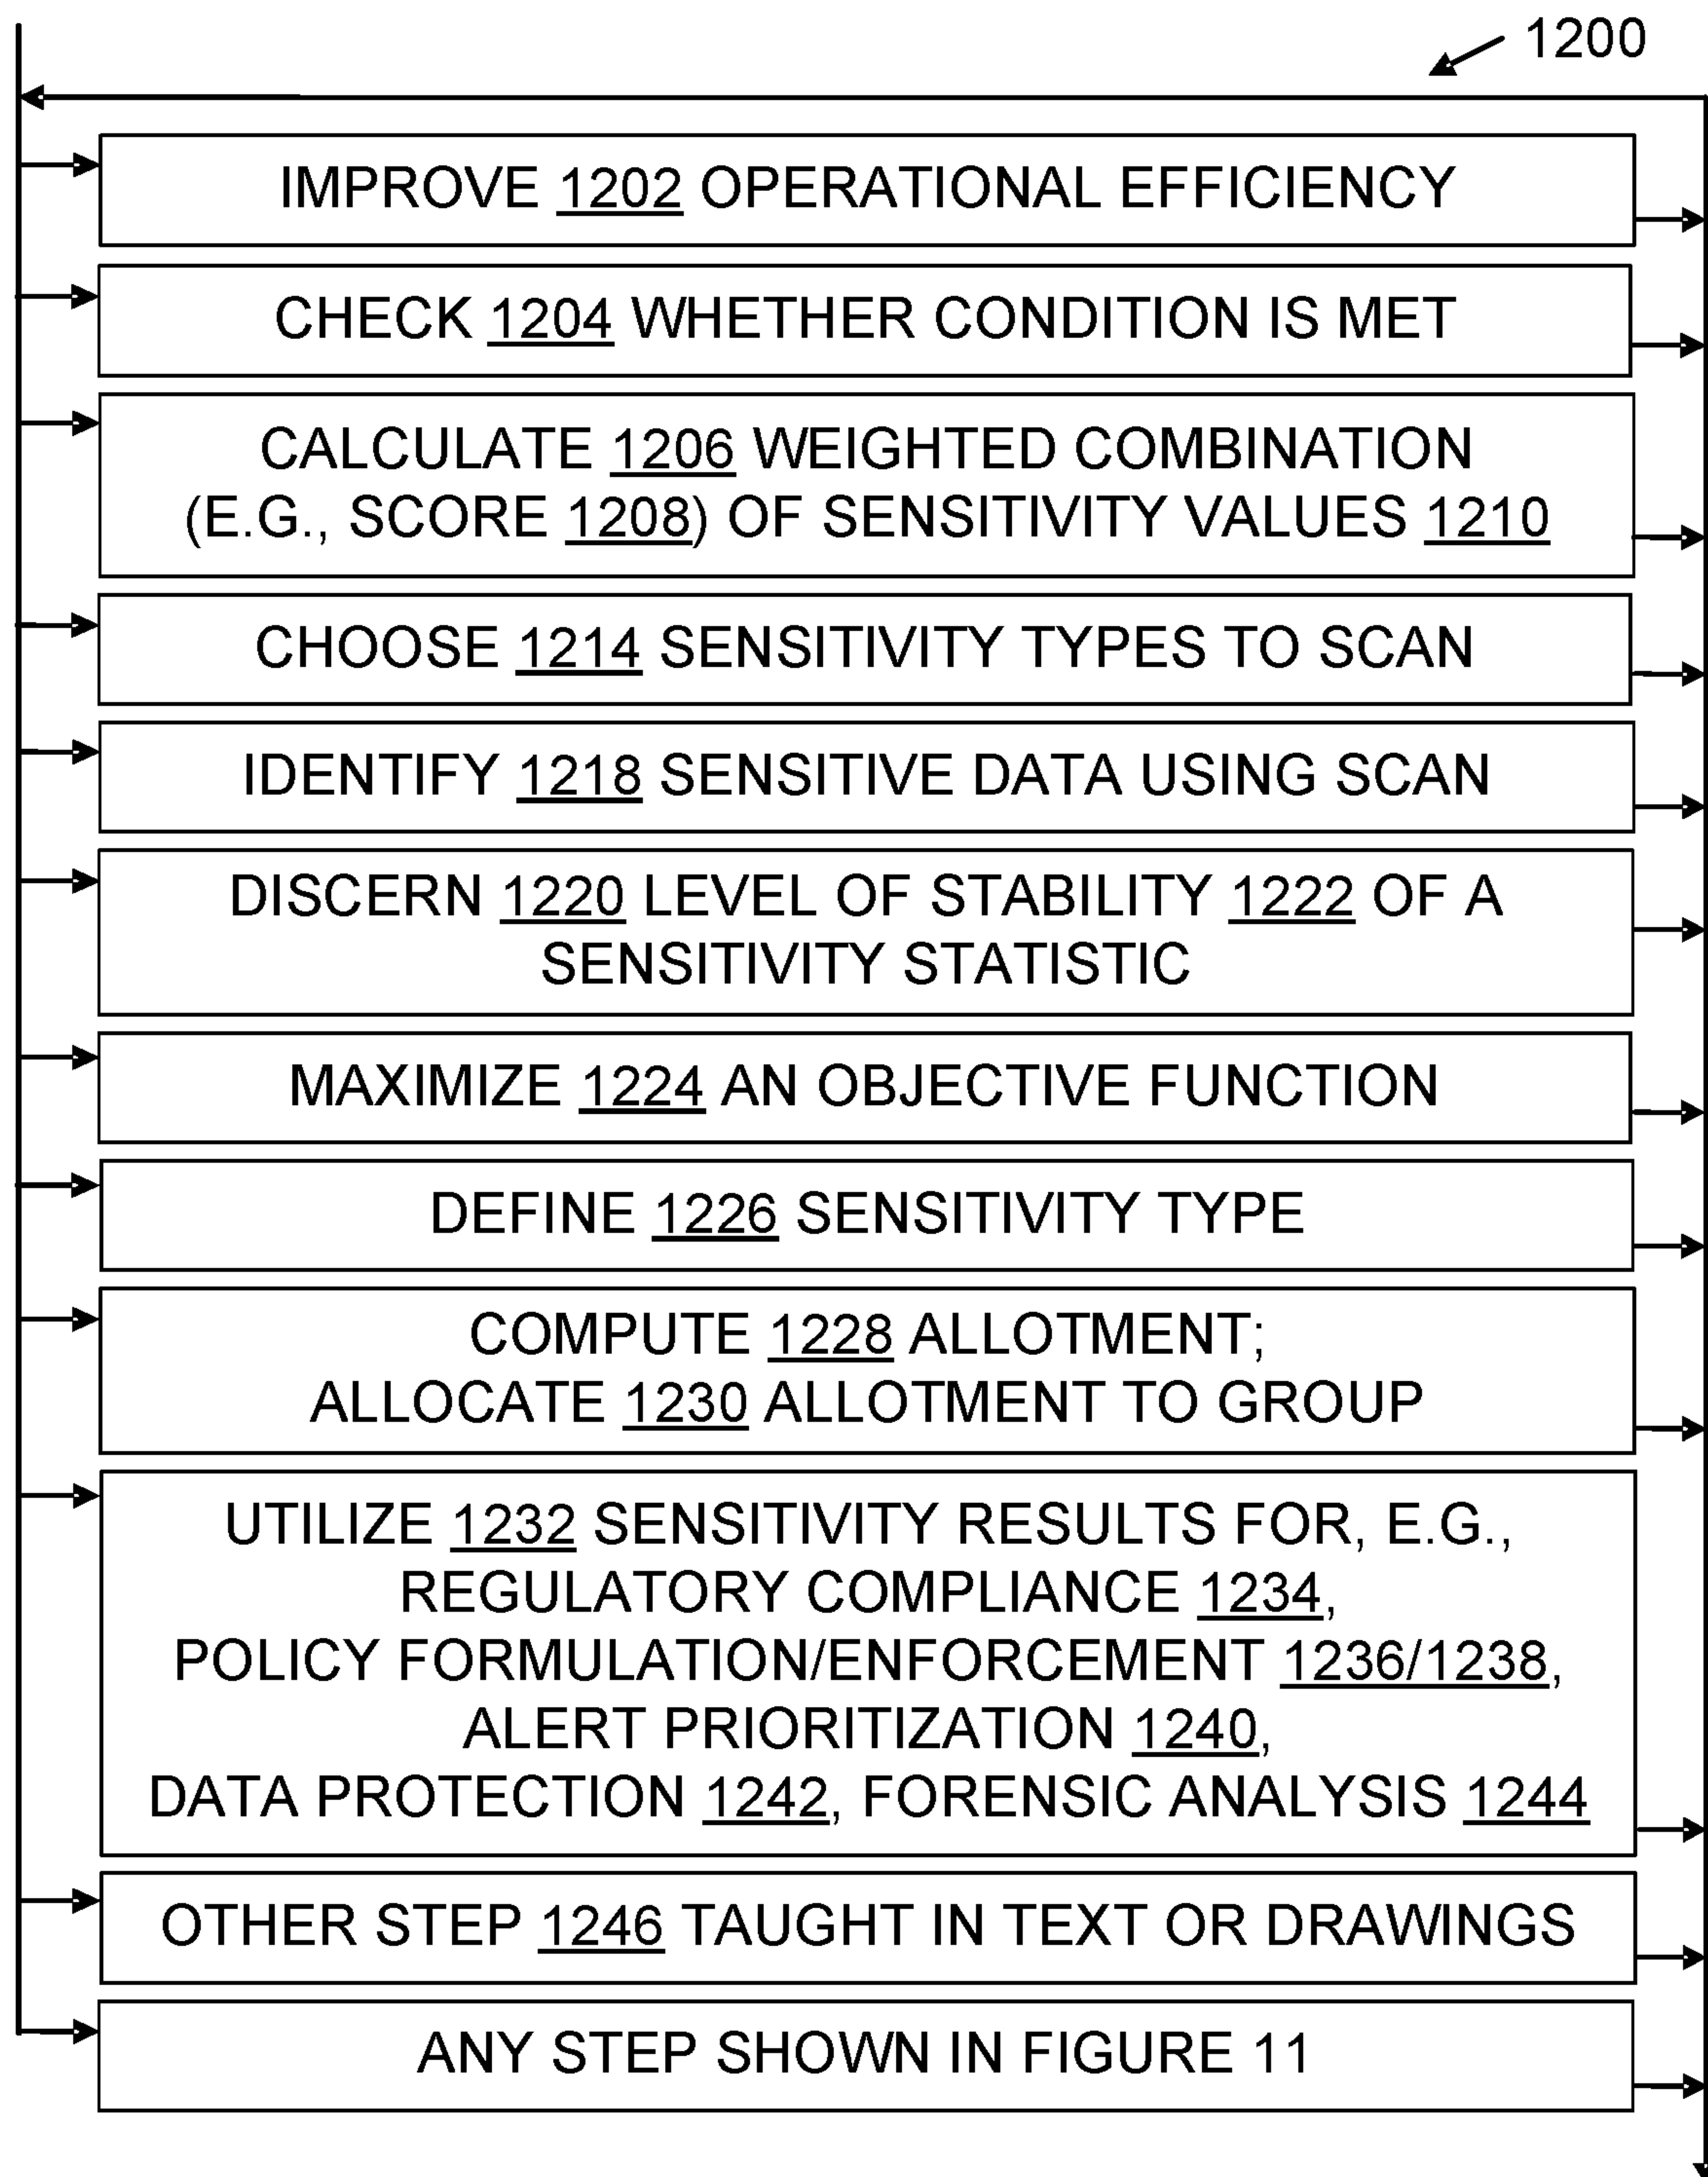 1200
IMPROVE 1202 OPERATIONAL EFFICIENCY
CHECK 1204 WHETHER CONDITION IS MET
CALCULATE 1206 WEIGHTED COMBINATION
(E.G., SCORE 1208) OF SENSITIVITY VALUES 1210
CHOOSE 1214 SENSITIVITY TYPES TO SCAN
IDENTIFY 1218 SENSITIVE DATA USING SCAN
DISCERN 1220 LEVEL OF STABILITY 1222 OF A
SENSITIVITY STATISTIC
MAXIMIZE 1224 AN OBJECTIVE FUNCTION
DEFINE 1226 SENSITIVITY TYPE
COMPUTE 1228 ALLOTMENT;
ALLOCATE 1230 ALLOTMENT TO GROUP
UTILIZE 1232 SENSITIVITY RESULTS FOR, E.G.,
REGULATORY COMPLIANCE 1234,
POLICY FORMULATION/ENFORCEMENT 1236/1238,
ALERT PRIORITIZATION 1240,
DATA PROTECTION 1242, FORENSIC ANALYSIS 1244
OTHER STEP 1246 TAUGHT IN TEXT OR DRAWINGS
ANY STEP SHOWN IN FIGURE 11